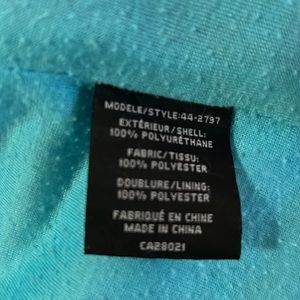 MODELE/STYLE:44-2797
EXTÉRIEUR/SHELL:
100% POLYURÉTHANE
FABRIC/TISSU:
100% POLYESTER
DOUBLURE/LINING:
100% POLYESTER
FABRIQUÉ EN CHINE
MADE IN CHINA
CA28021